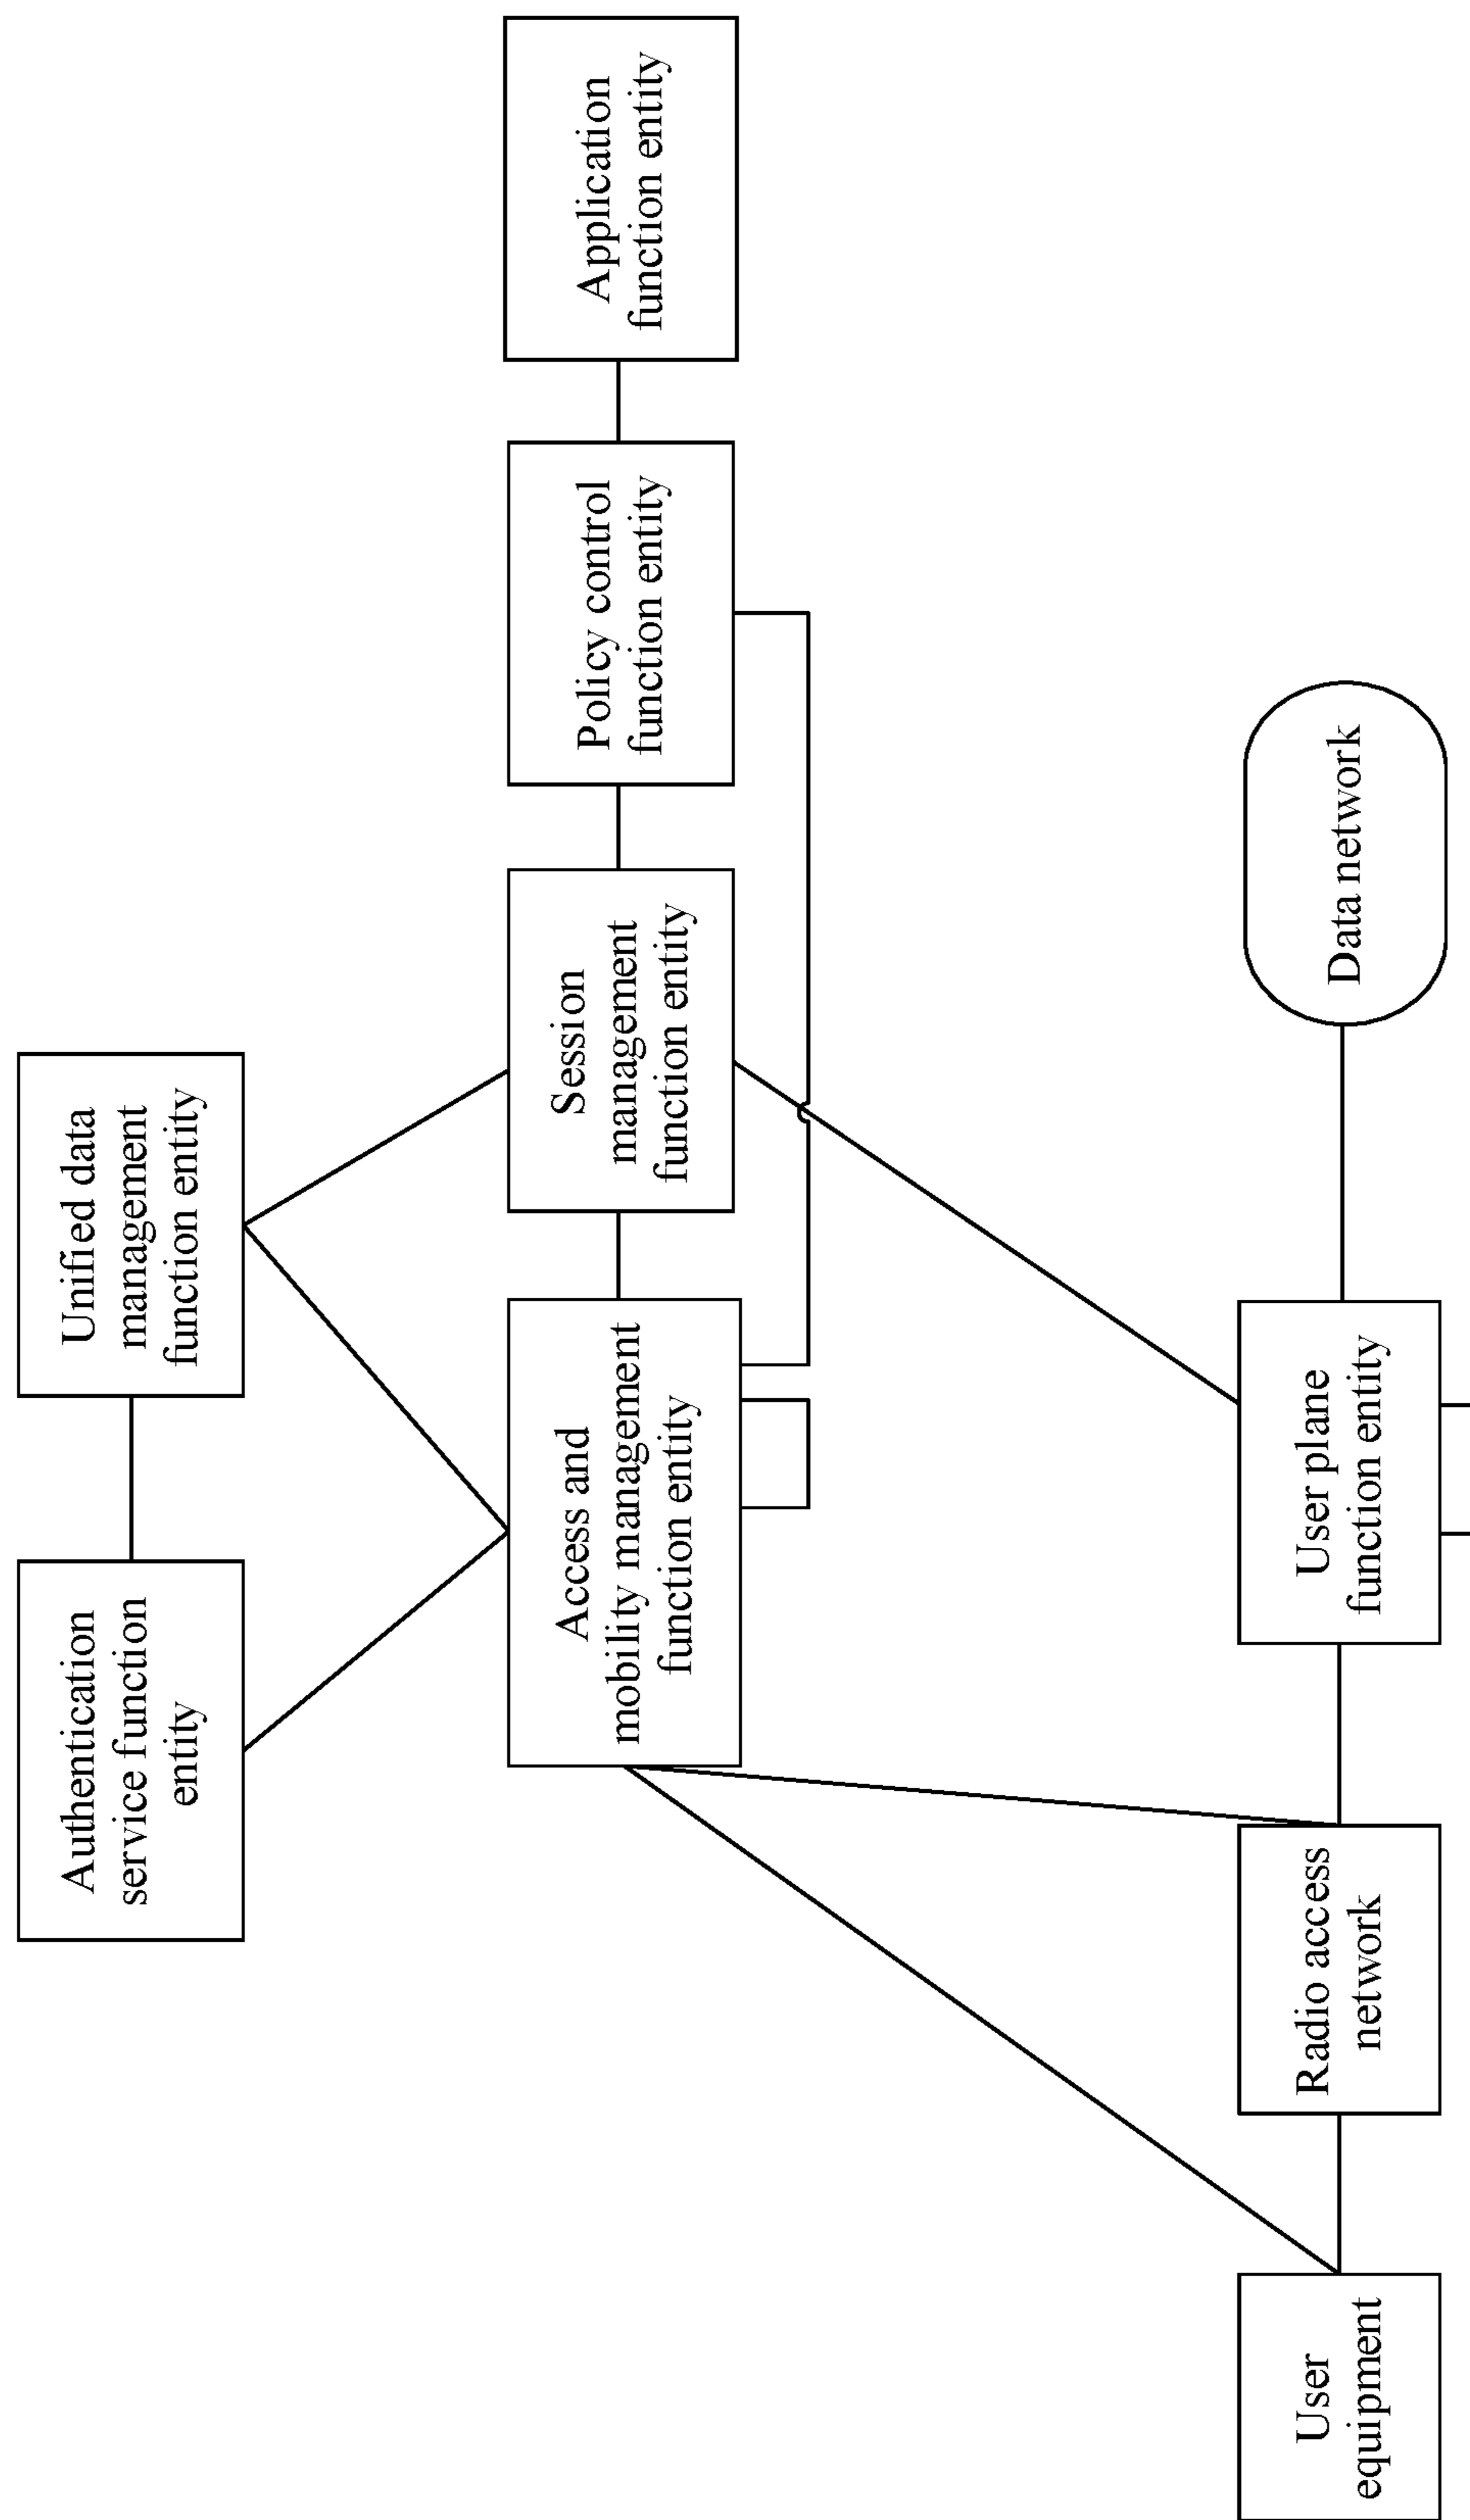 Authentication
service function
entity
Unified data
management
function entity
Access and
mobility management
function entity
Session
management
function entity
Policy control
function entity
Application
function entity
User
equipment
Radio access
network
User plane
function entity
Data network